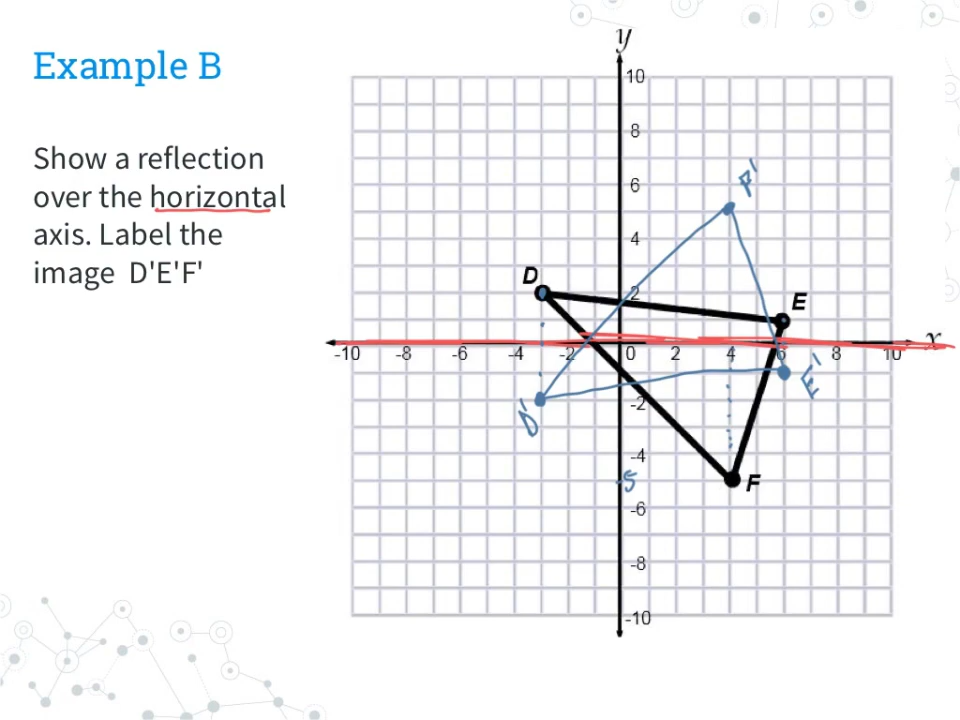 Example B
Show a reflection
over the horizontal
axis. Label the
image D'E'F'
y
10
8
6
F'
4
D
2
E
x
-10 -8 -6 -4 -2 0 2 4 6 8 10
E'
D'
-2
-4
-5
F
-6
-8
-10